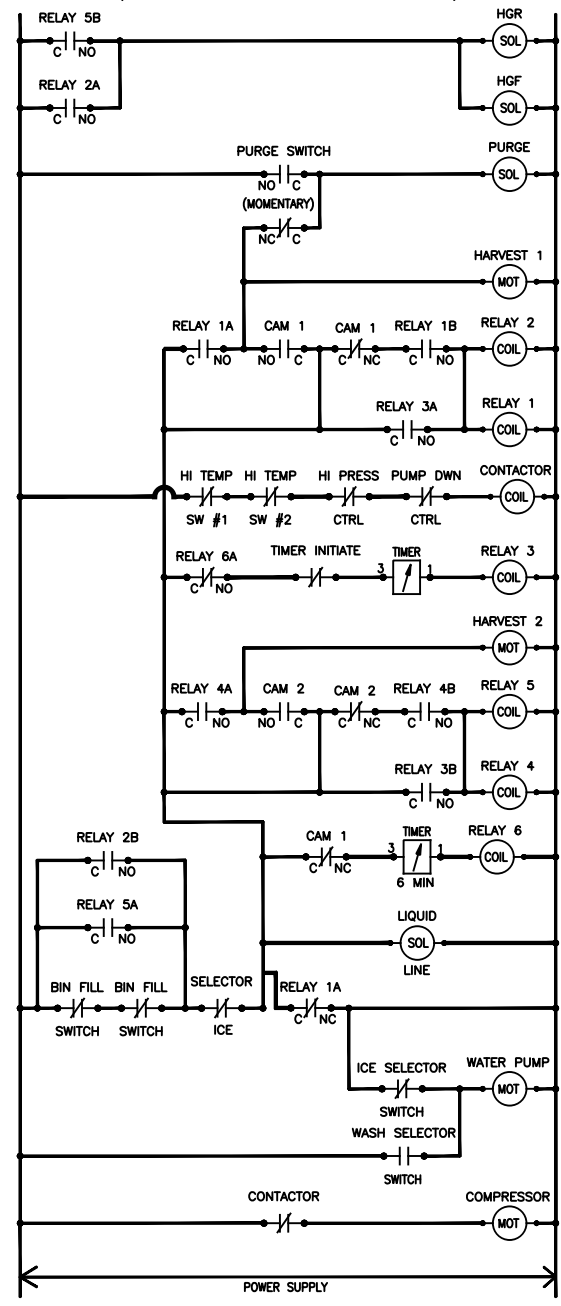 HGR
RELAY 5B
SOL
C NO
HGF
RELAY 2A
SOL
C NO
PURGE
PURGE SWITCH
SOL
NO C
(MOMENTARY)
NC C
HARVEST 1
MOT
RELAY 1A CAM 1 CAM 1 RELAY 1B RELAY 2
COIL
C NO NO C C NC C NO
RELAY 3A RELAY 1
COIL
C NO
HI TEMP HI TEMP HI PRESS PUMP DWN CONTACTOR
COIL
SW #1 SW #2 CTRL CTRL
RELAY 6A TIMER INITIATE TIMER RELAY 3
3 1 COIL
C NO
HARVEST 2
MOT
RELAY 4A CAM 2 CAM 2 RELAY 4B RELAY 5
COIL
C NO NO C C NC C NO
RELAY 3B RELAY 4
COIL
C NO
CAM 1 TIMER RELAY 6
3 1 COIL
C NC 6 MIN
RELAY 2B
C NO
RELAY 5A
C NO
LIQUID
SOL
LINE
BIN FILL BIN FILL SELECTOR RELAY 1A
SWITCH SWITCH ICE C NC
ICE SELECTOR WATER PUMP
MOT
SWITCH
WASH SELECTOR
SWITCH
CONTACTOR COMPRESSOR
MOT
POWER SUPPLY